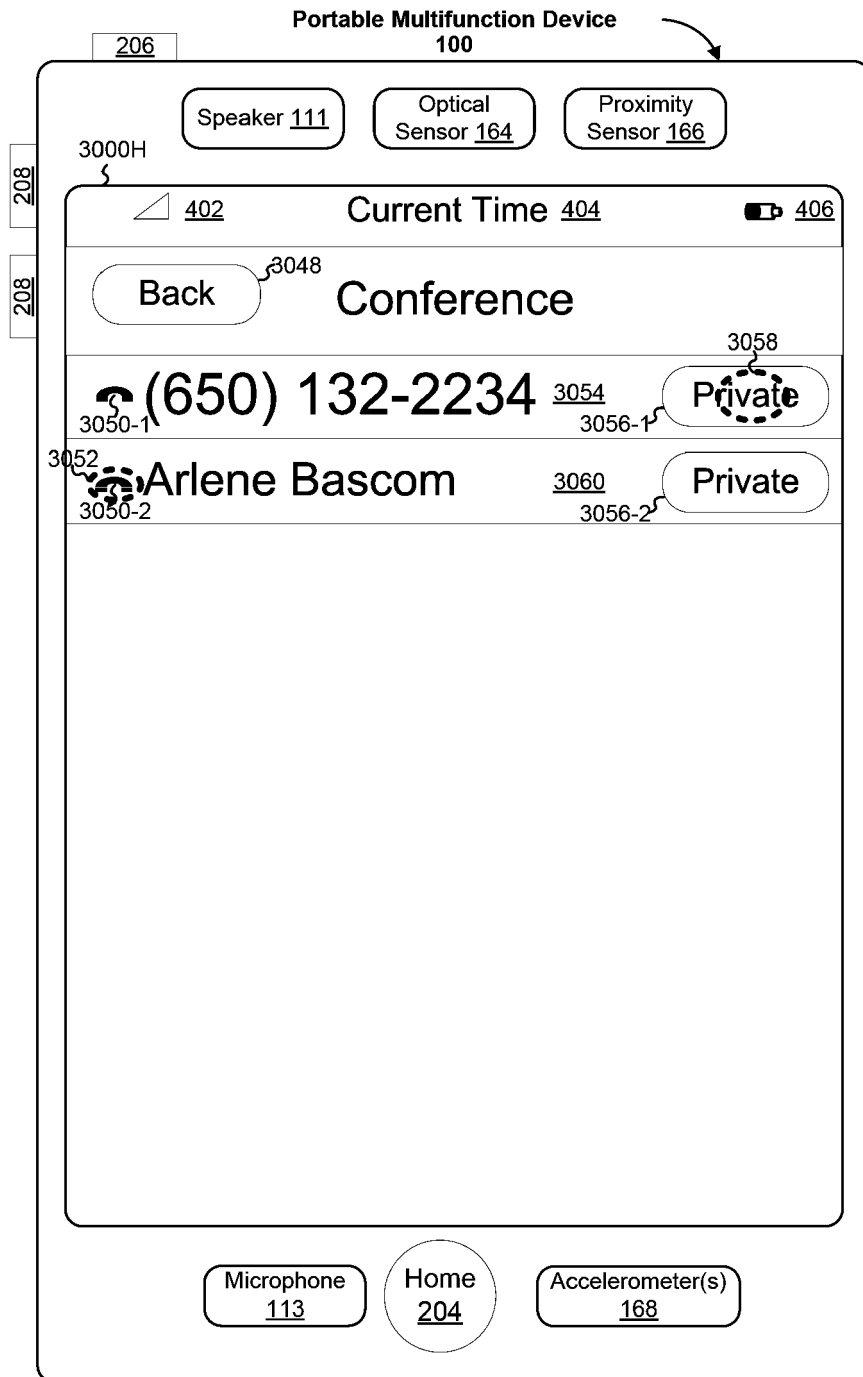 Portable Multifunction Device
100
206
Speaker 111
Optical
Sensor 164
Proximity
Sensor 166
3000H
208
402
Current Time 404
406
208
Back
3048
Conference
3058
(650) 132-2234
3054
Private
3050-1
3056-1
3052
Arlene Bascom
3060
Private
3050-2
3056-2
Microphone
113
Home
204
Accelerometer(s)
168